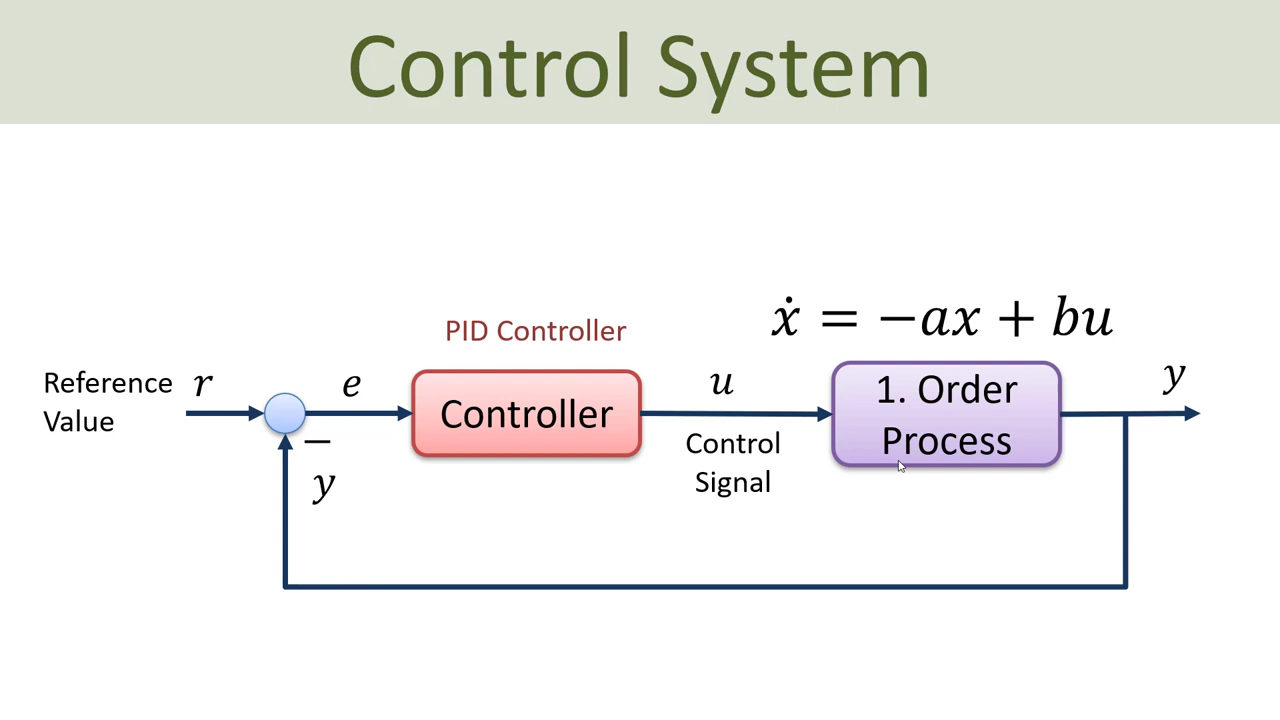 Control System
ẋ = −ax + bu
PID Controller
Reference
Value
r
e
Controller
u
Control
Signal
1. Order
Process
y
−
y